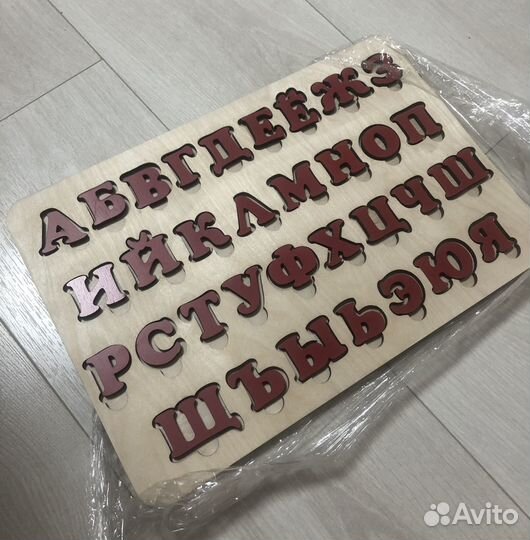 АБВГДЕЁЖЗ
ИЙКЛМНОП
РСТУФХЦЧШ
ЩЪЫЬЭЮЯ
Avito